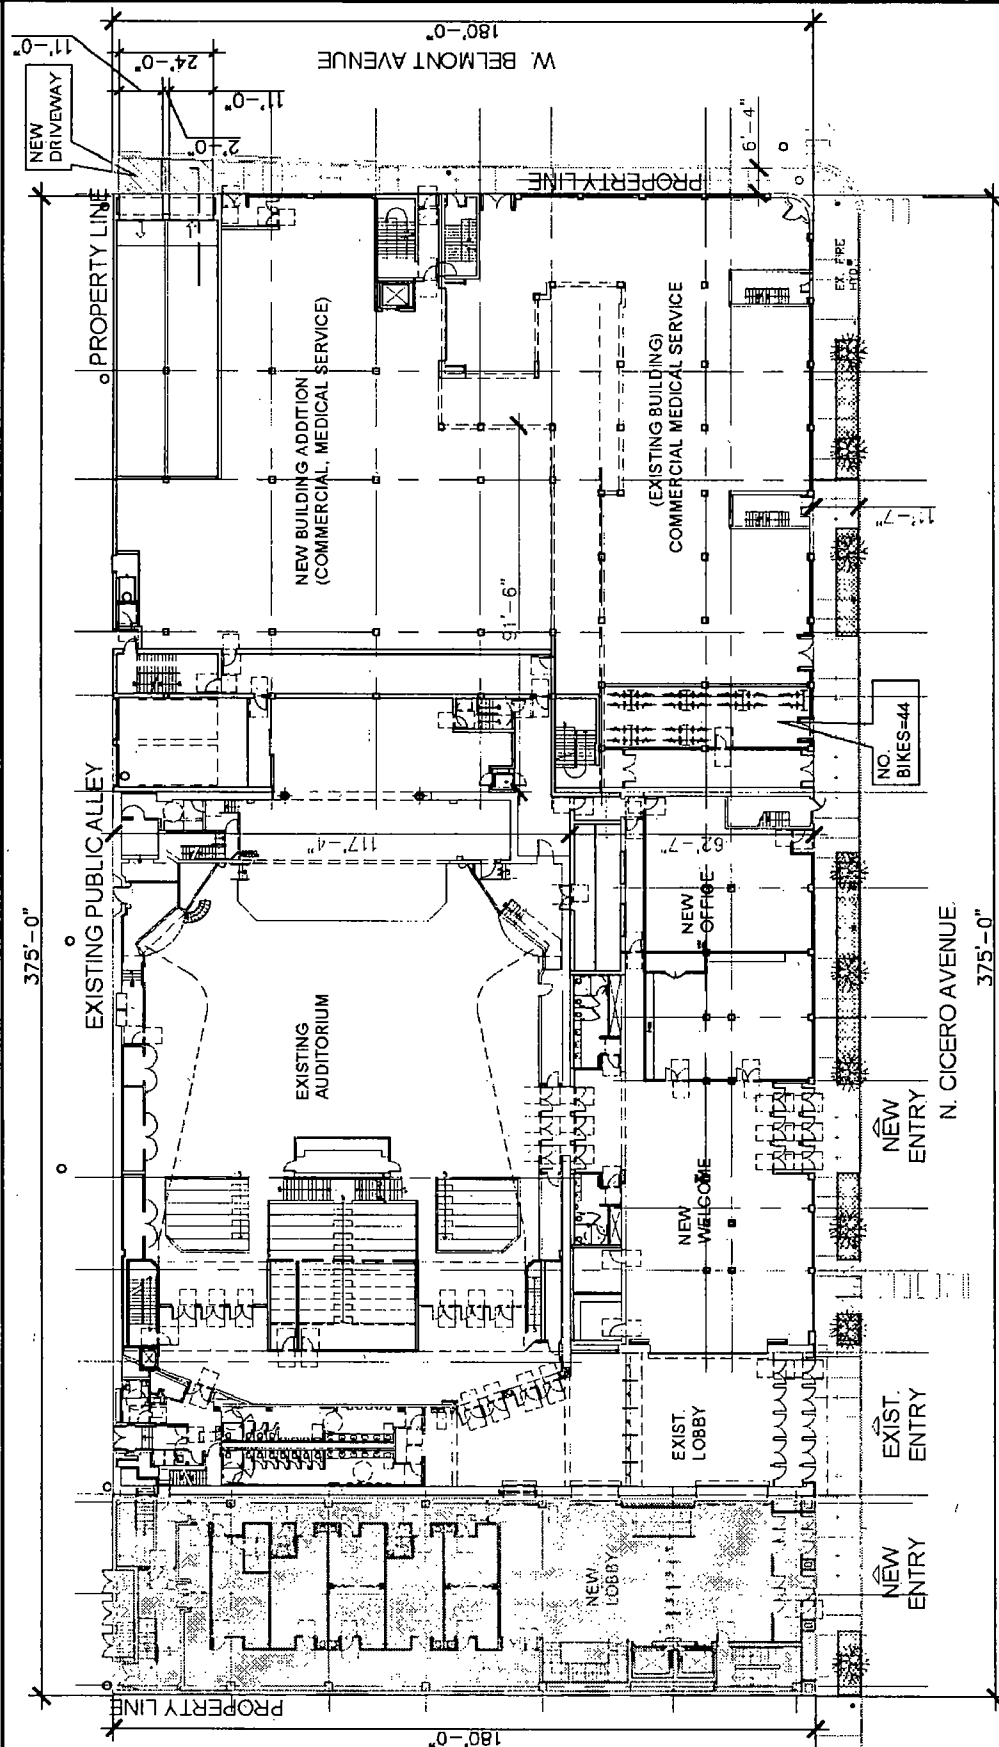 180'-0"
W. BELMONT AVENUE
11'-0"
24'-0"
11'-0"
2'-0"
NEW
DRIVEWAY
6'-4"
PROPERTY LINE
PROPERTY LINE
EX. FIRE
HYD
NEW BUILDING ADDITION
(COMMERCIAL, MEDICAL SERVICE)
(EXISTING BUILDING)
COMMERCIAL MEDICAL SERVICE
11'-7"
91'-6"
NO.
BIKES=44
EXISTING PUBLIC ALLEY
375'-0"
117'-4"
62'-7"
NEW
OFFICE
EXISTING
AUDITORIUM
N. CICERO AVENUE
375'-0"
NEW
ENTRY
NEW
WELCOME
EXIST.
LOBBY
EXIST.
ENTRY
NEW
LOBBY
NEW
ENTRY
PROPERTY LINE
180'-0"